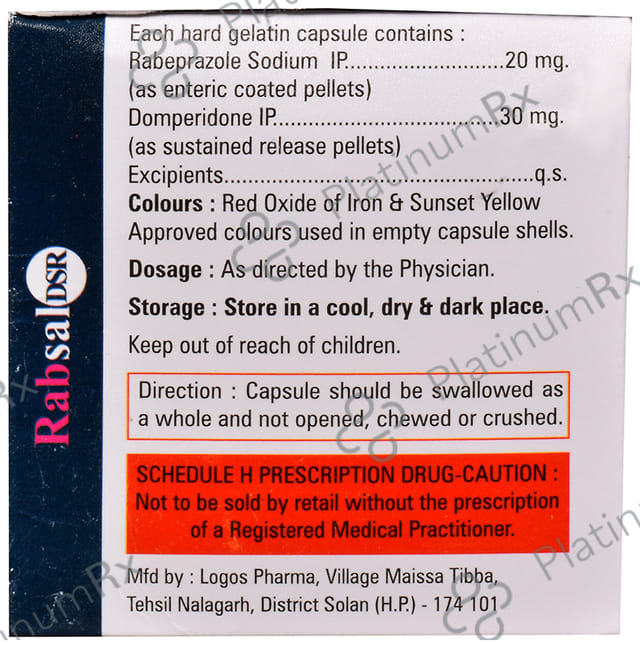 Each hard gelatin capsule contains :
Rabeprazole Sodium IP..........................20 mg.
(as enteric coated pellets)
Domperidone IP.....................................30 mg.
(as sustained release pellets)
Excipients..................................................q.s.
Colours : Red Oxide of Iron & Sunset Yellow
Approved colours used in empty capsule shells.
Dosage : As directed by the Physician.
Storage : Store in a cool, dry & dark place.
Keep out of reach of children.
Direction : Capsule should be swallowed as
a whole and not opened, chewed or crushed.
SCHEDULE H PRESCRIPTION DRUG-CAUTION :
Not to be sold by retail without the prescription
of a Registered Medical Practitioner.
Mfd by : Logos Pharma, Village Maissa Tibba,
Tehsil Nalagarh, District Solan (H.P.) - 174 101
Rabsal DSR
PlatinumRx
PlatinumRx
PlatinumRx
PlatinumRx
Rx